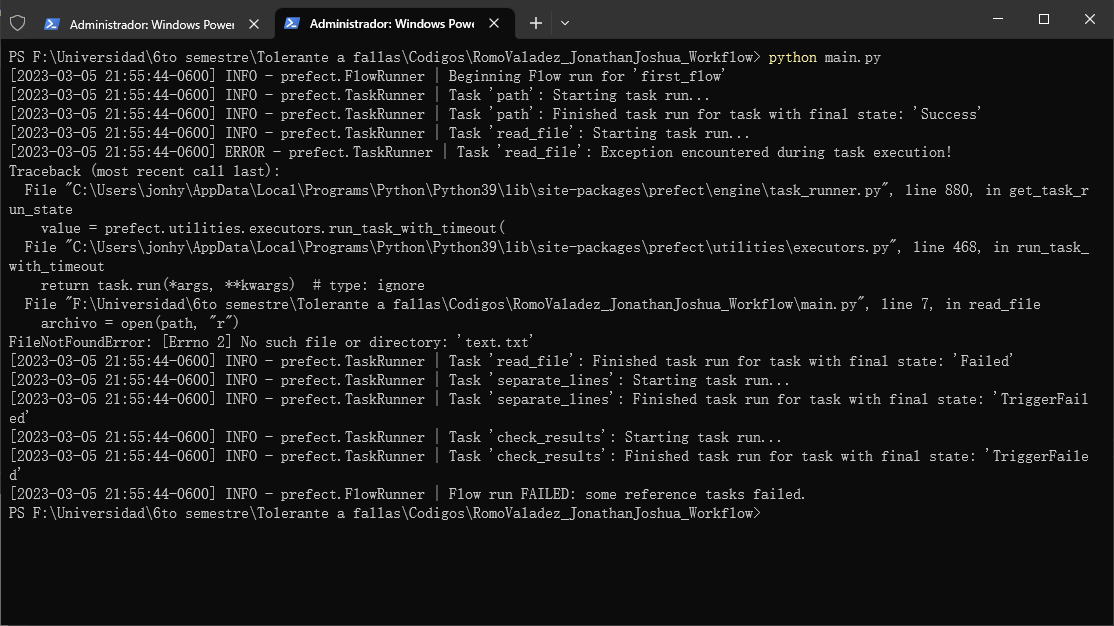 Administrador: Windows Power
Administrador: Windows Powe
PS F:\Universidad\6to semestre\Tolerante a fallas\Codigos\RomoValadez_JonathanJoshua_Workflow> python main.py
[2023-03-05 21:55:44-0600] INFO - prefect.FlowRunner | Beginning Flow run for 'first_flow'
[2023-03-05 21:55:44-0600] INFO - prefect.TaskRunner | Task 'path': Starting task run...
[2023-03-05 21:55:44-0600] INFO - prefect.TaskRunner | Task 'path': Finished task run for task with final state: 'Success'
[2023-03-05 21:55:44-0600] INFO - prefect.TaskRunner | Task 'read_file': Starting task run...
[2023-03-05 21:55:44-0600] ERROR - prefect.TaskRunner | Task 'read_file': Exception encountered during task execution!
Traceback (most recent call last):
  File "C:\Users\jonhy\AppData\Local\Programs\Python\Python39\lib\site-packages\prefect\engine\task_runner.py", line 880, in get_task_r
un_state
    value = prefect.utilities.executors.run_task_with_timeout(
  File "C:\Users\jonhy\AppData\Local\Programs\Python\Python39\lib\site-packages\prefect\utilities\executors.py", line 468, in run_task_
with_timeout
    return task.run(*args, **kwargs)  # type: ignore
  File "F:\Universidad\6to semestre\Tolerante a fallas\Codigos\RomoValadez_JonathanJoshua_Workflow\main.py", line 7, in read_file
    archivo = open(path, "r")
FileNotFoundError: [Errno 2] No such file or directory: 'text.txt'
[2023-03-05 21:55:44-0600] INFO - prefect.TaskRunner | Task 'read_file': Finished task run for task with final state: 'Failed'
[2023-03-05 21:55:44-0600] INFO - prefect.TaskRunner | Task 'separate_lines': Starting task run...
[2023-03-05 21:55:44-0600] INFO - prefect.TaskRunner | Task 'separate_lines': Finished task run for task with final state: 'TriggerFail
ed'
[2023-03-05 21:55:44-0600] INFO - prefect.TaskRunner | Task 'check_results': Starting task run...
[2023-03-05 21:55:44-0600] INFO - prefect.TaskRunner | Task 'check_results': Finished task run for task with final state: 'TriggerFaile
d'
[2023-03-05 21:55:44-0600] INFO - prefect.FlowRunner | Flow run FAILED: some reference tasks failed.
PS F:\Universidad\6to semestre\Tolerante a fallas\Codigos\RomoValadez_JonathanJoshua_Workflow>